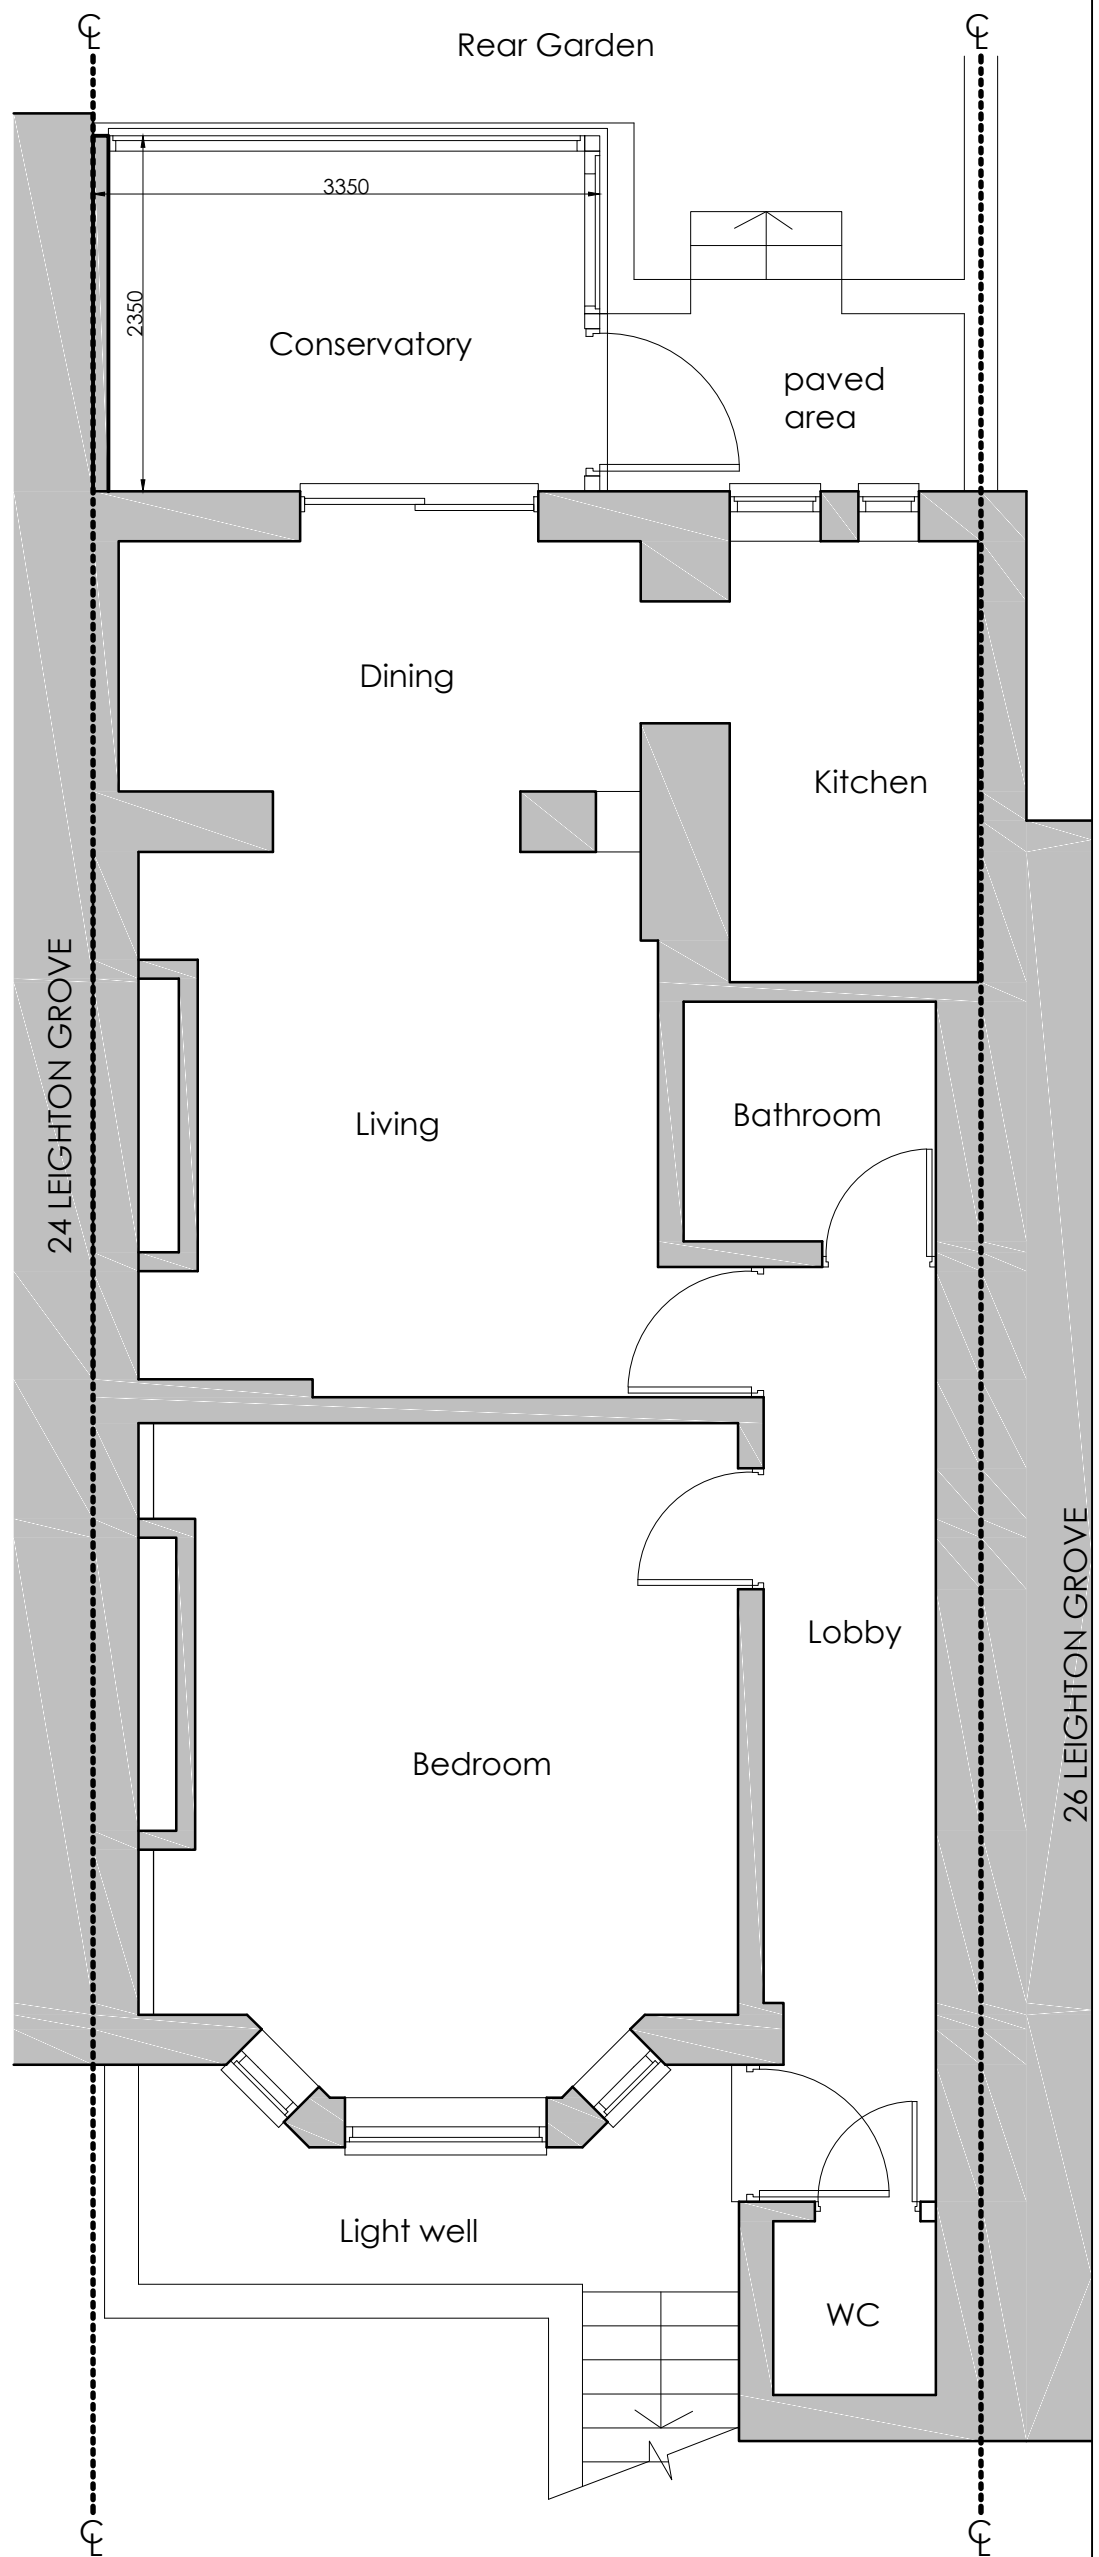 ℄
℄
Rear Garden
3350
2350
Conservatory
paved
area
Dining
Kitchen
24 LEIGHTON GROVE
Living
Bathroom
26 LEIGHTON GROVE
Lobby
Bedroom
Light well
WC
℄
℄